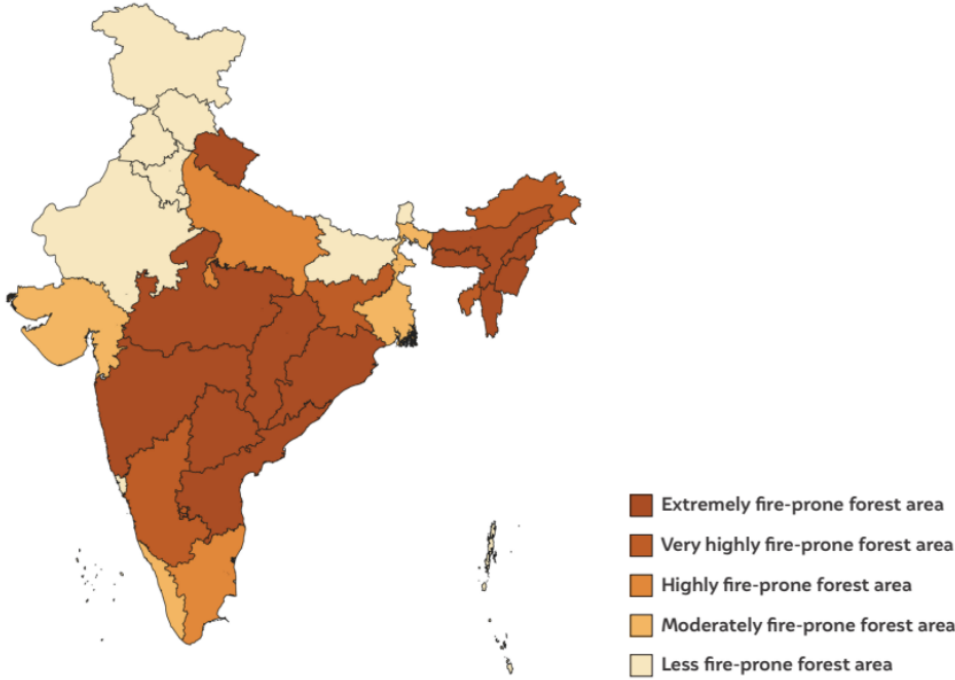 Extremely fire-prone forest area
Very highly fire-prone forest area
Highly fire-prone forest area
Moderately fire-prone forest area
Less fire-prone forest area